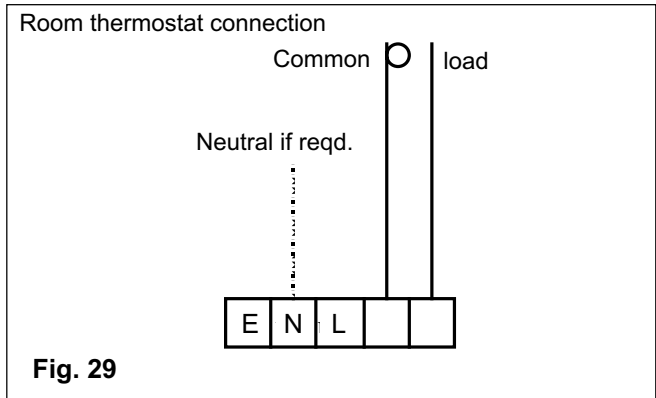 Room thermostat connection
Common load
Neutral if reqd.
E N L
Fig. 29